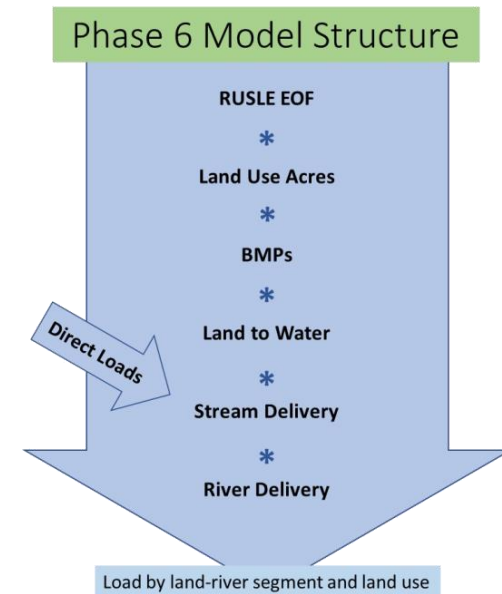 Phase 6 Model Structure
RUSLE EOF
*
Land Use Acres
*
BMPs
*
Land to Water
Direct Loads
*
Stream Delivery
*
River Delivery
Load by land-river segment and land use